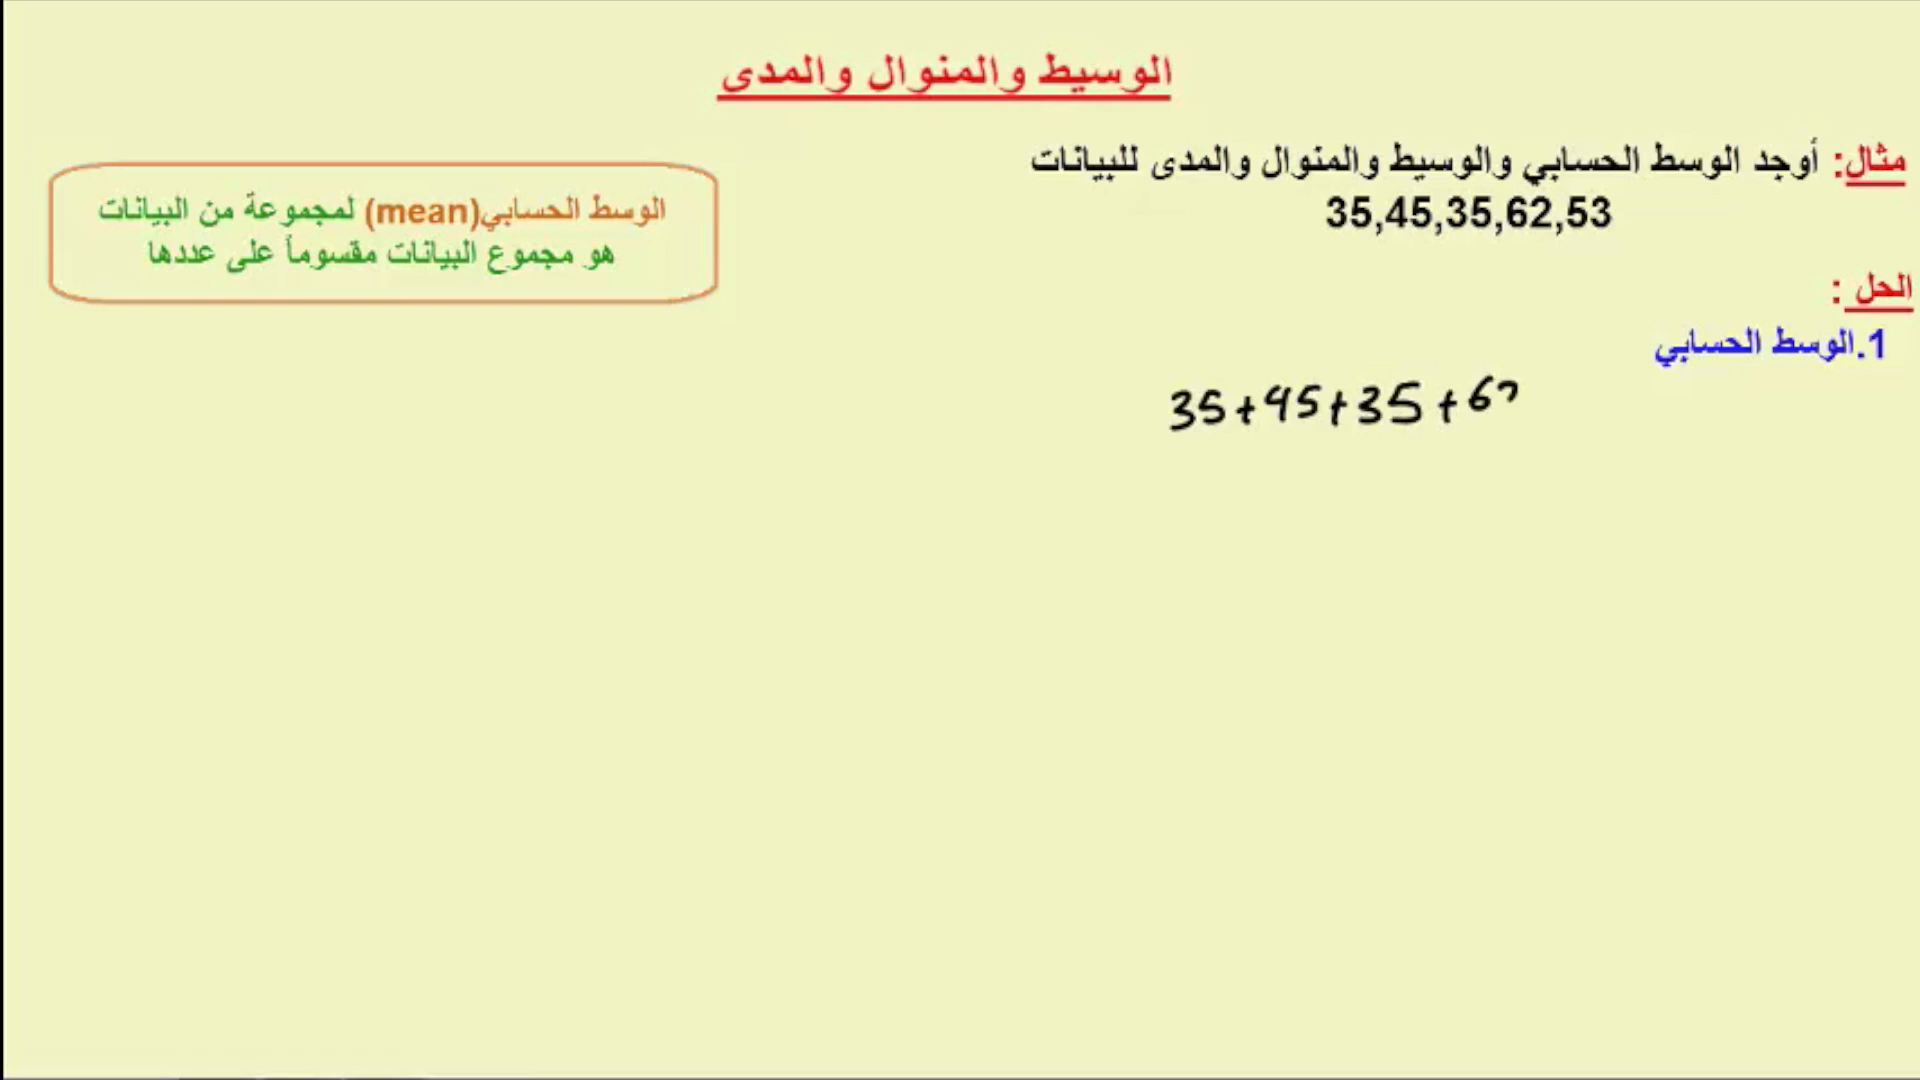 الوسيط والمنوال والمدى
مثال: أوجد الوسط الحسابي والوسيط والمنوال والمدى للبيانات
35,45,35,62,53
الوسط الحسابي(mean) لمجموعة من البيانات
هو مجموع البيانات مقسوماً على عددها
الحل :
1.الوسط الحسابي
35+45+35+6